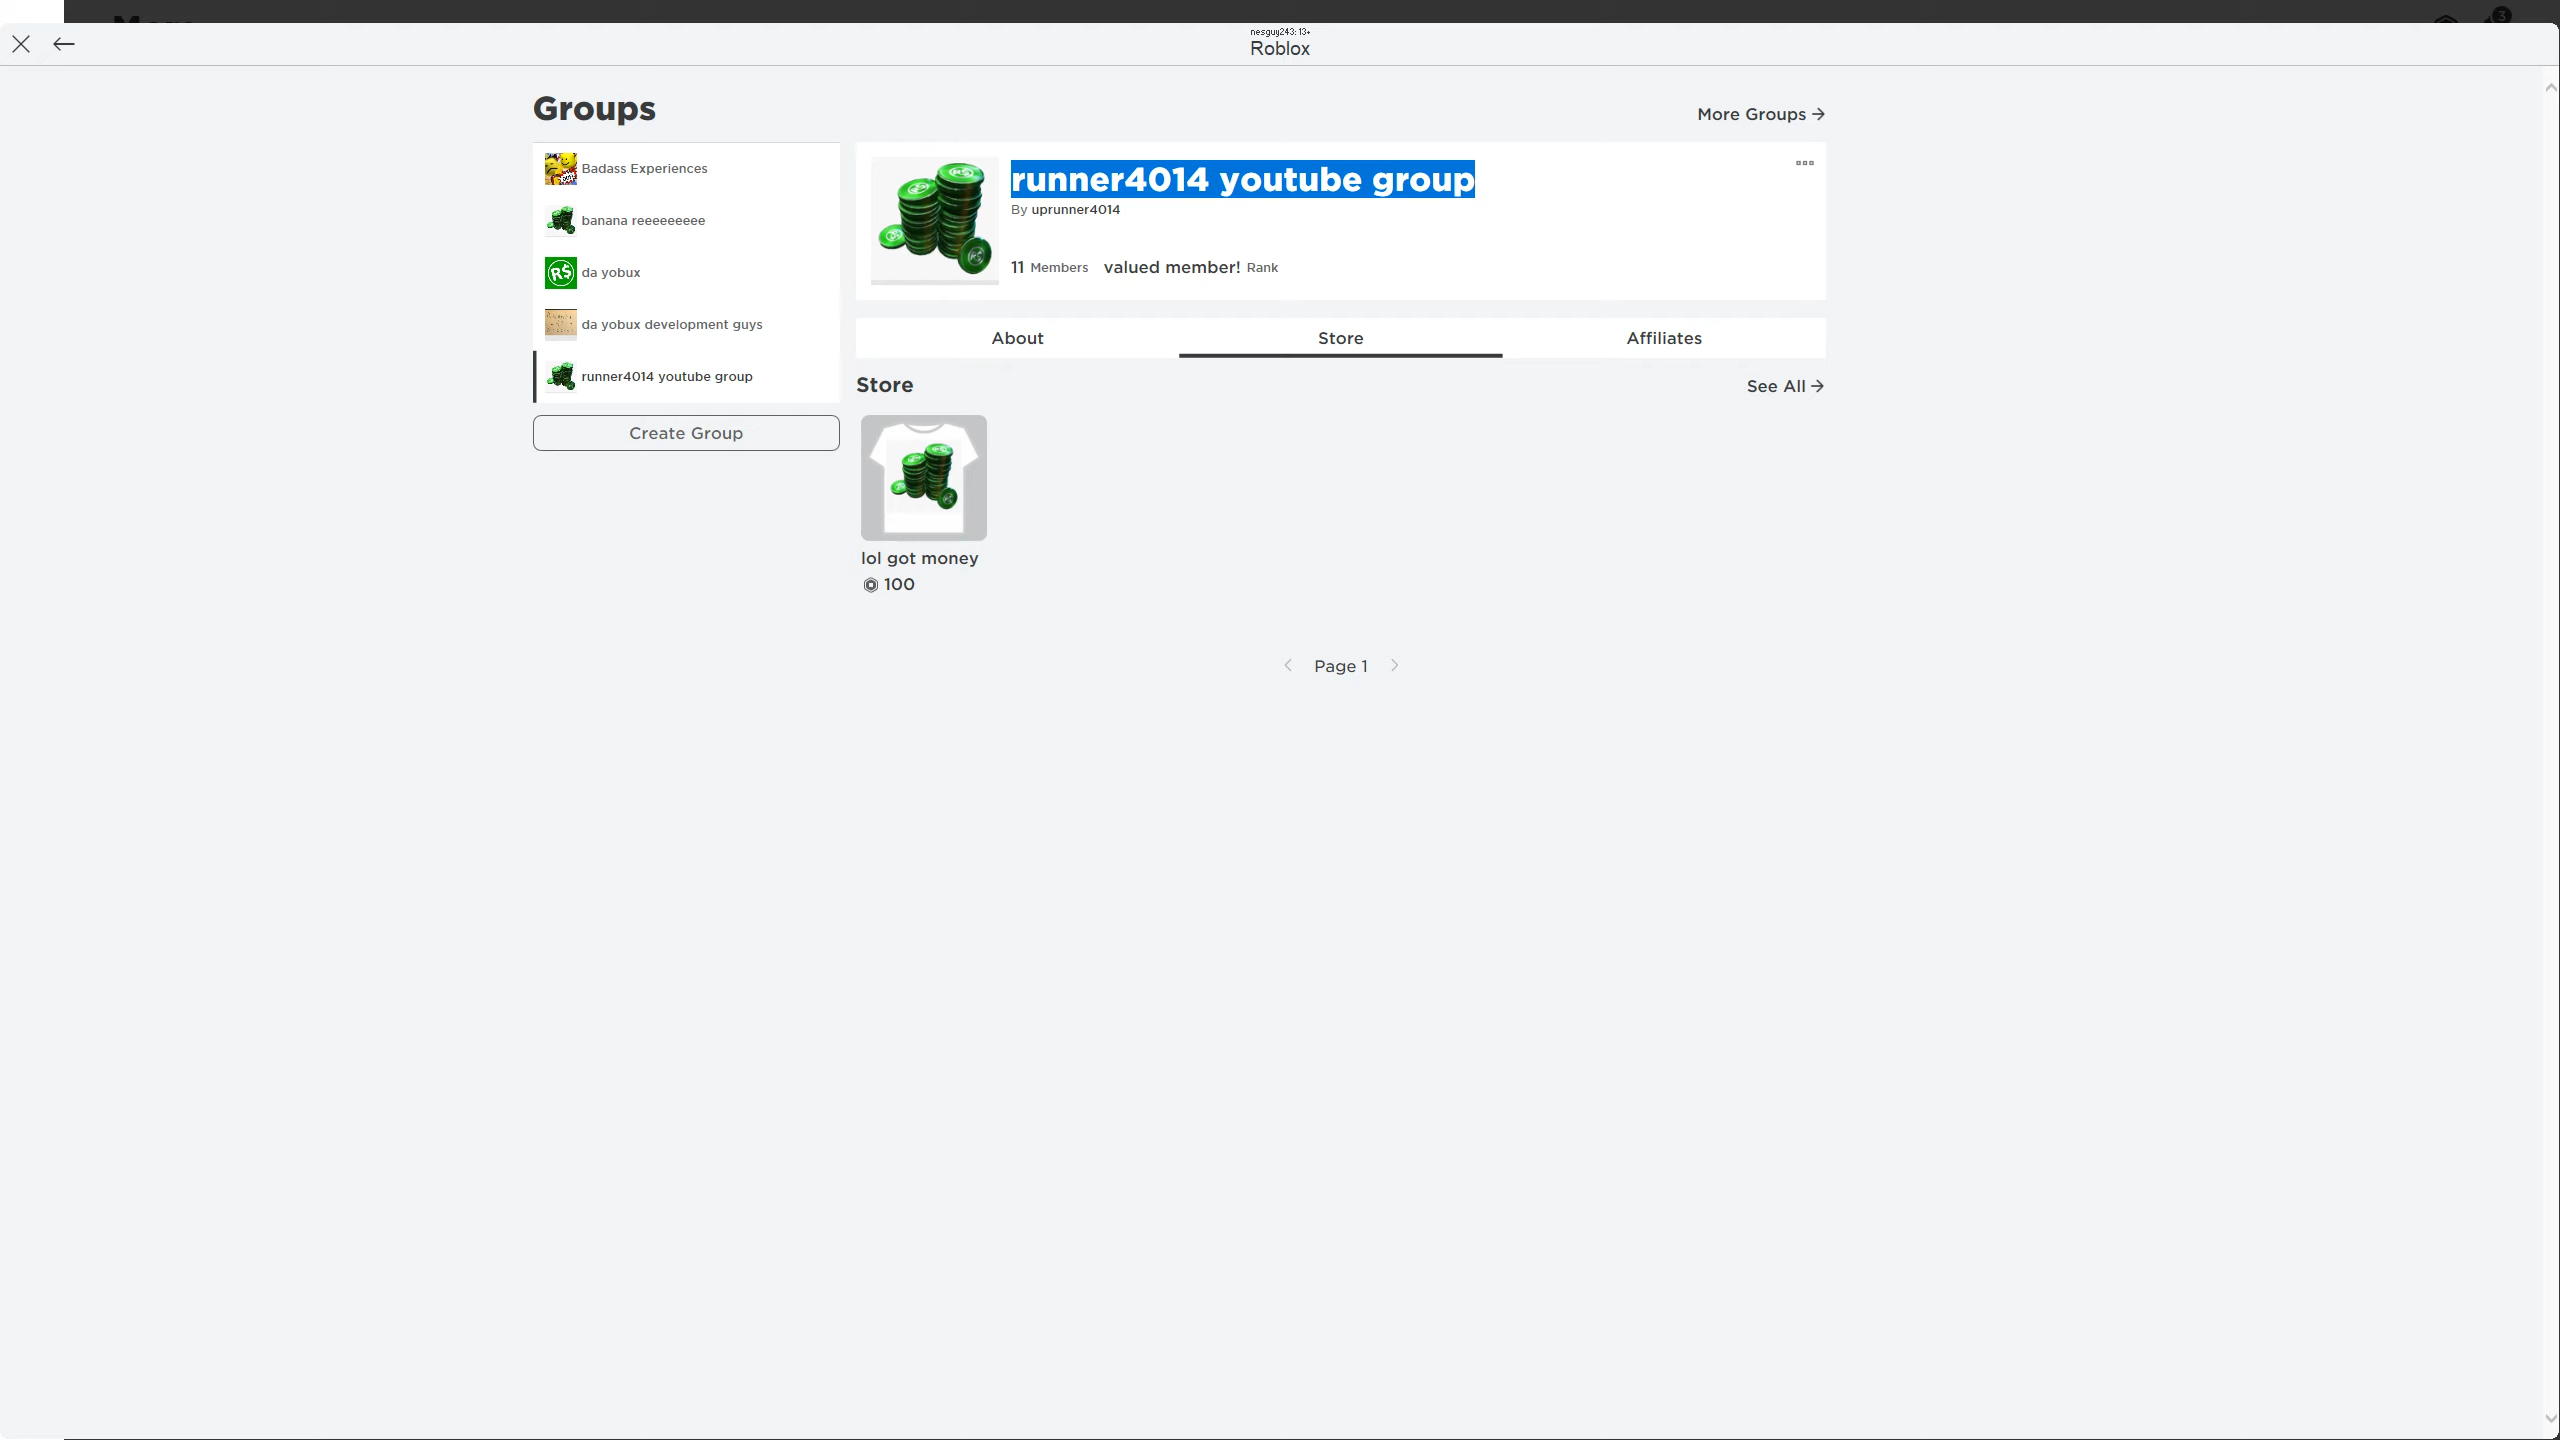 nesguy243: 13+
Roblox
Groups
More Groups
Badass Experiences
banana reeeeeeeee
da yobux
da yobux development guys
runner4014 youtube group
Create Group
runner4014 youtube group
By uprunner4014
11 Members valued member! Rank
About Store Affiliates
Store
See All
lol got money
100
Page 1